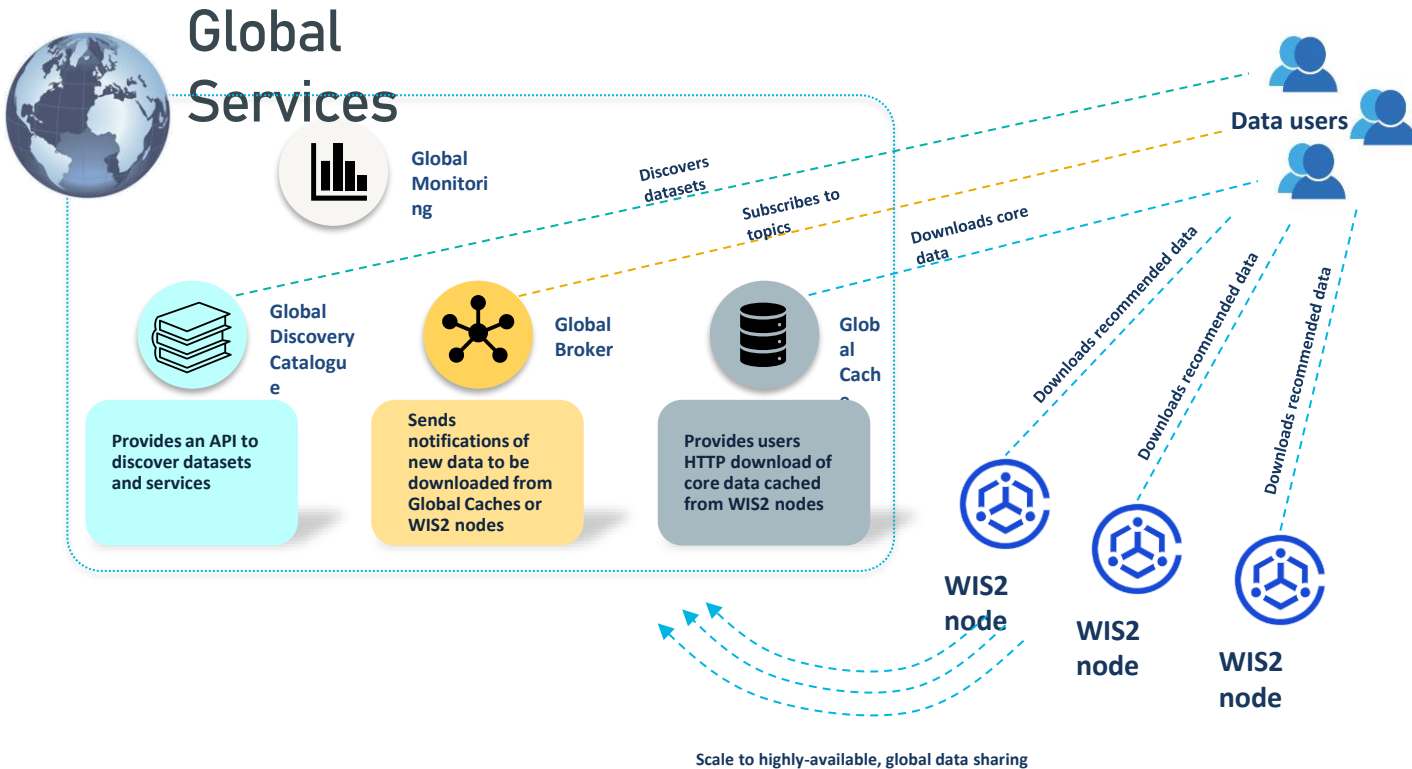 Global
Services
Global
Monitori
ng
Discovers
datasets
Subscribes to
topics
Downloads core
data
Data users
Downloads recommended data
Downloads recommended data
Downloads recommended data
Global
Discovery
Catalogu
e
Global
Broker
Glob
al
Cach
e
Provides an API to
discover datasets
and services
Sends
notifications of
new data to be
downloaded from
Global Caches or
WIS2 nodes
Provides users
HTTP download of
core data cached
from WIS2 nodes
WIS2
node
WIS2
node
WIS2
node
Scale to highly-available, global data sharing